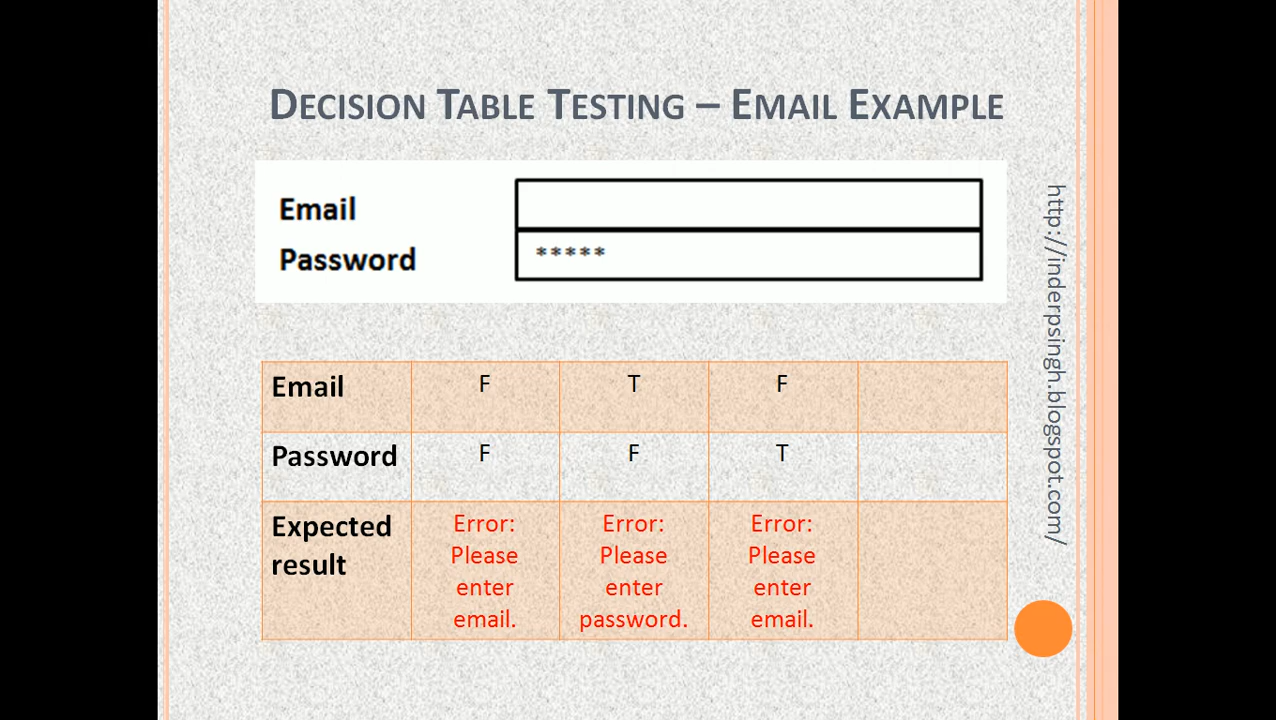 DECISION TABLE TESTING – EMAIL EXAMPLE
Email
Password *****
http://inderpsingh.blogspot.com/
Email F T F
Password F F T
Expected result Error: Please enter email. Error: Please enter password. Error: Please enter email.